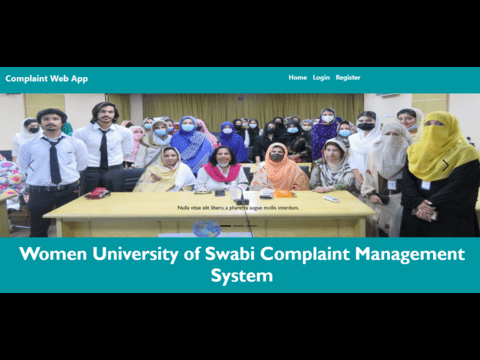 Complaint Web App
Home Login Register
Nulla vitae elit libero, a pharetra augue mollis interdum.
Women University of Swabi Complaint Management
System